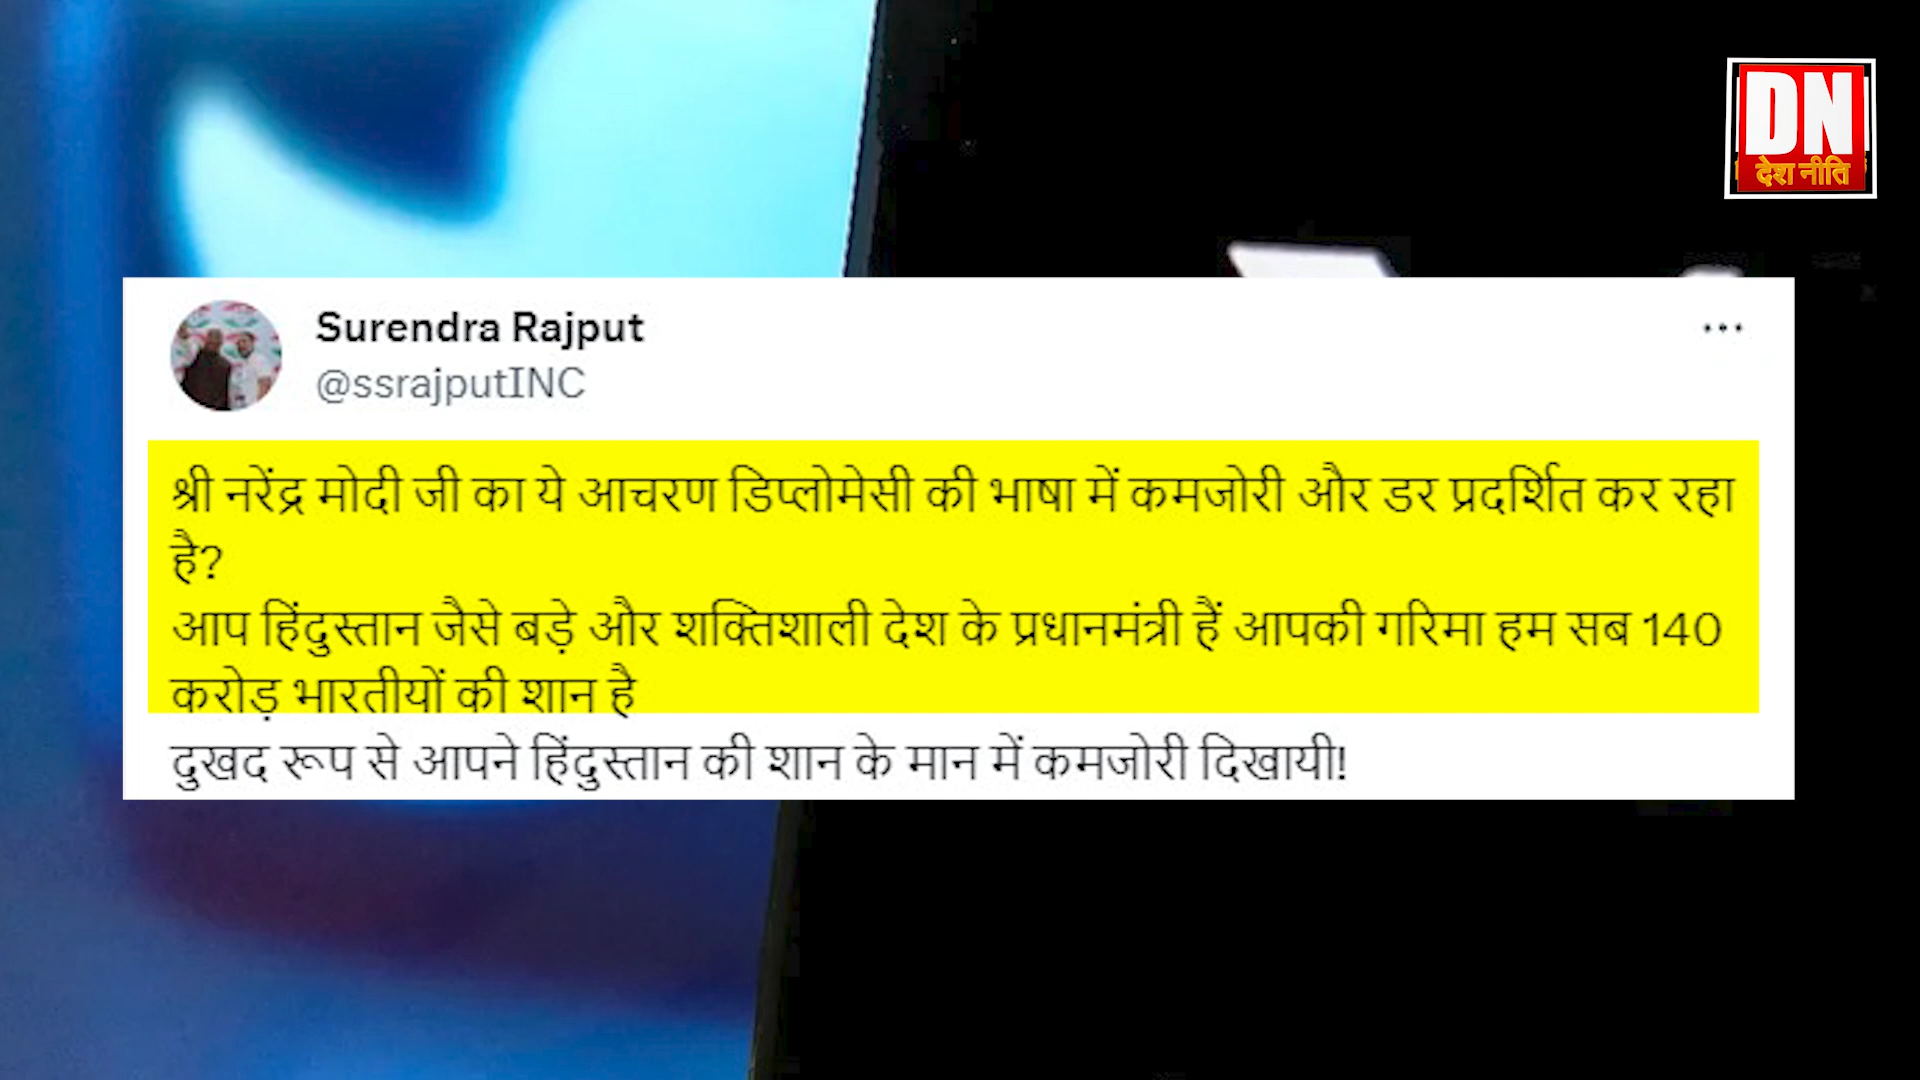 DN
देश नीति
Surendra Rajput
@ssrajputINC
श्री नरेंद्र मोदी जी का ये आचरण डिप्लोमेसी की भाषा में कमजोरी और डर प्रदर्शित कर रहा
है?
आप हिंदुस्तान जैसे बड़े और शक्तिशाली देश के प्रधानमंत्री हैं आपकी गरिमा हम सब 140
करोड़ भारतीयों की शान है
दुखद रूप से आपने हिंदुस्तान की शान के मान में कमजोरी दिखायी!